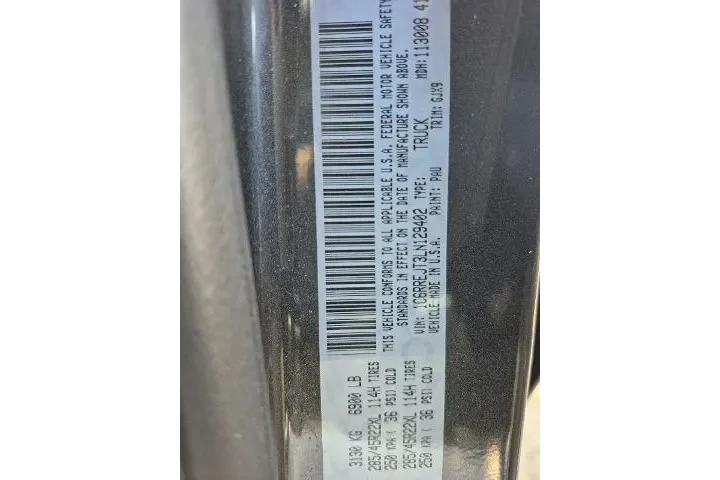 3130 KG 6900 LB
285/45R22XL 114H TIRES
250 KPA ( 36 PSI) COLD
285/45R22XL 114H TIRES
250 KPA ( 36 PSI) COLD
THIS VEHICLE CONFORMS TO ALL APPLICABLE U.S.A. FEDERAL MOTOR VEHICLE SAFETY
STANDARDS IN EFFECT ON THE DATE OF MANUFACTURE SHOWN ABOVE.
VIN: 1C6RREJT3LN129402 TYPE: TRUCK MDH: 113008 41
VEHICLE MADE IN U.S.A. PAINT: PAU TRIM: GJX9